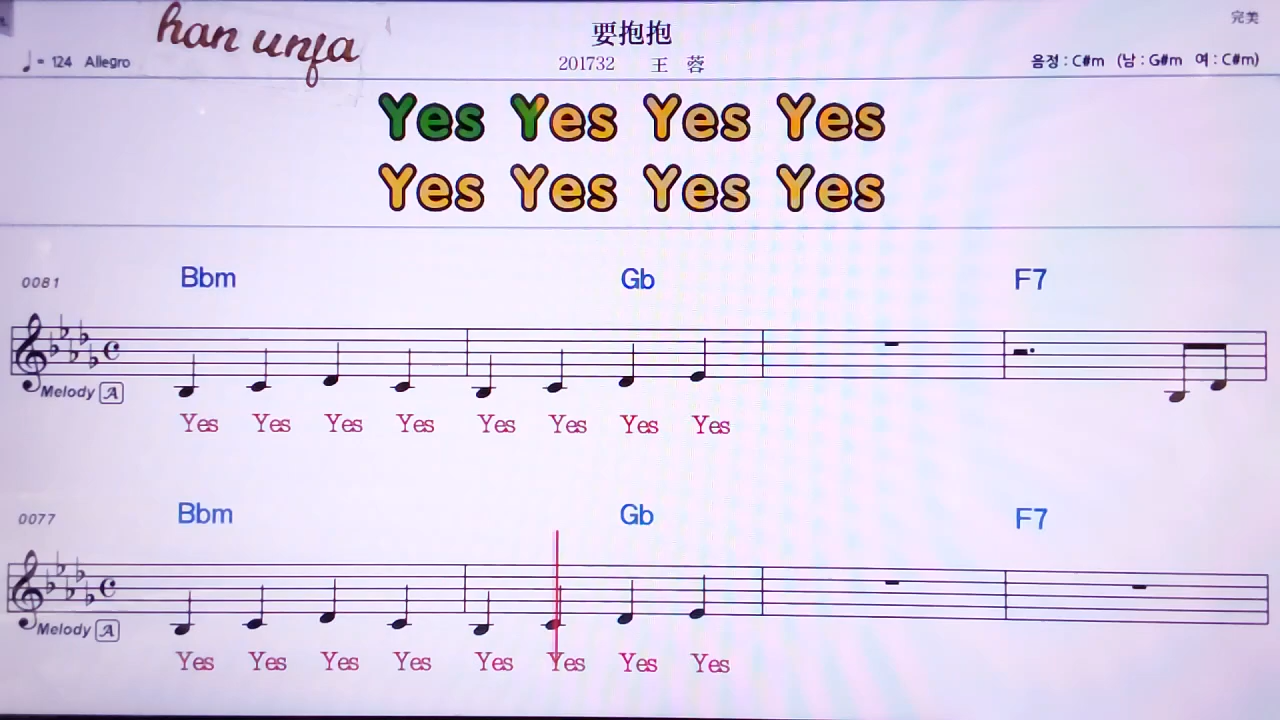 han unfa
要抱抱
完美
♩= 124 Allegro
201732 王 蓉
음정 : C#m (남 : G#m 여 : C#m)
Yes Yes Yes Yes
Yes Yes Yes Yes
0081 Bbm Gb F7
Melody A
Yes Yes Yes Yes Yes Yes Yes Yes
0077 Bbm Gb F7
Melody A
Yes Yes Yes Yes Yes Yes Yes Yes